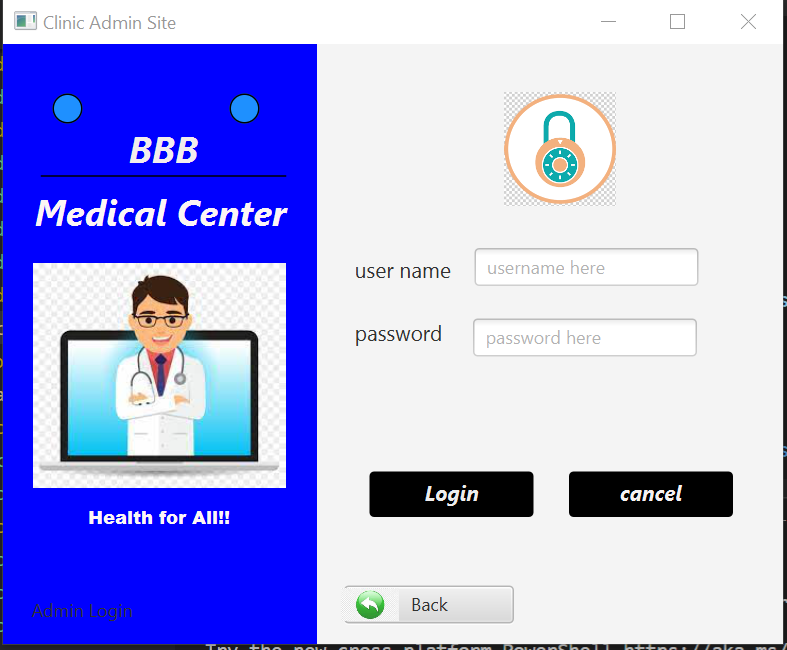 Clinic Admin Site
BBB
Medical Center
Health for All!!
Admin Login
user name
username here
password
password here
Login
cancel
Back
Try the new cross-platform PowerShell https://aka.ms/